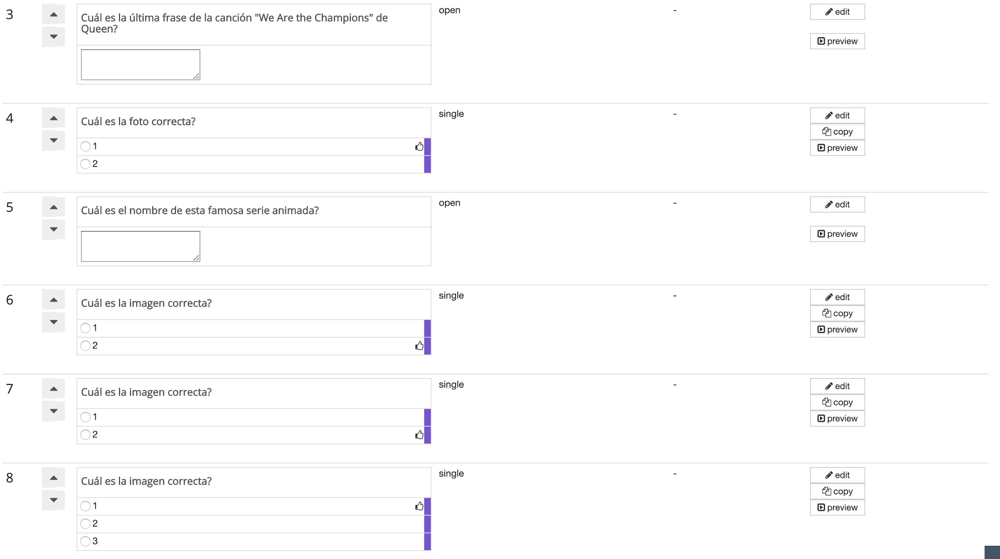 3
Cuál es la última frase de la canción "We Are the Champions" de
Queen?
open
-
edit
preview
4
Cuál es la foto correcta?
1
2
single
-
edit
copy
preview
5
Cuál es el nombre de esta famosa serie animada?
open
-
edit
preview
6
Cuál es la imagen correcta?
1
2
single
-
edit
copy
preview
7
Cuál es la imagen correcta?
1
2
single
-
edit
copy
preview
8
Cuál es la imagen correcta?
1
2
3
single
-
edit
copy
preview